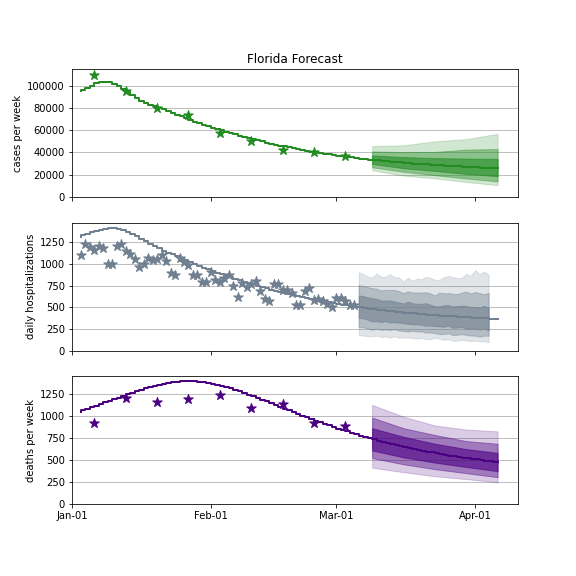 Florida Forecast
cases per week
100000
80000
60000
40000
20000
0
daily hospitalizations
1250
1000
750
500
250
0
deaths per week
1250
1000
750
500
250
0
Jan-01
Feb-01
Mar-01
Apr-01